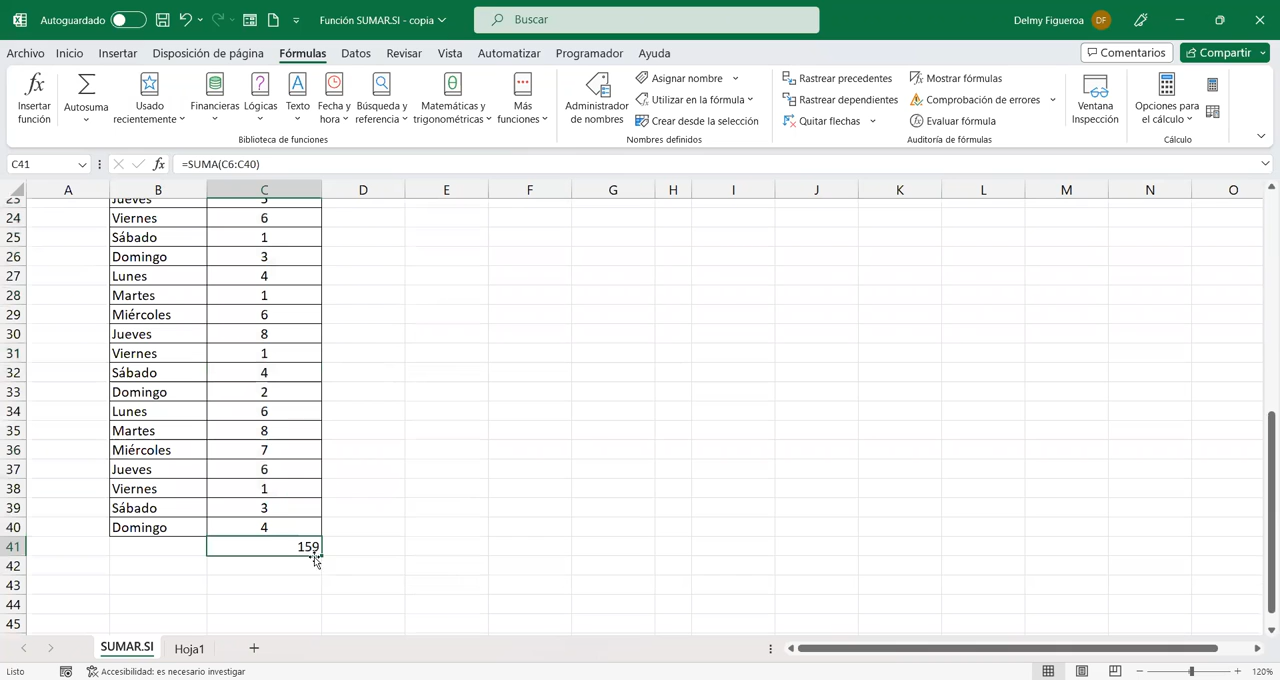 Autoguardado Función SUMAR.SI - copia Buscar Delmy Figueroa DF
Archivo Inicio Insertar Disposición de página Fórmulas Datos Revisar Vista Automatizar Programador Ayuda Comentarios Compartir
Insertar función
Autosuma
Usado recientemente
Financieras
Lógicas
Texto
Fecha y hora
Búsqueda y referencia
Matemáticas y trigonométricas
Más funciones
Biblioteca de funciones
Administrador de nombres
Asignar nombre
Utilizar en la fórmula
Crear desde la selección
Nombres definidos
Rastrear precedentes
Rastrear dependientes
Quitar flechas
Mostrar fórmulas
Comprobación de errores
Evaluar fórmula
Auditoría de fórmulas
Ventana Inspección
Opciones para el cálculo
Cálculo
C41 fx =SUMA(C6:C40)
A B C D E F G H I J K L M N O
23 Jueves 5
24 Viernes 6
25 Sábado 1
26 Domingo 3
27 Lunes 4
28 Martes 1
29 Miércoles 6
30 Jueves 8
31 Viernes 1
32 Sábado 4
33 Domingo 2
34 Lunes 6
35 Martes 8
36 Miércoles 7
37 Jueves 6
38 Viernes 1
39 Sábado 3
40 Domingo 4
41 159
42
43
44
45
SUMAR.SI Hoja1
Listo Accesibilidad: es necesario investigar 120%